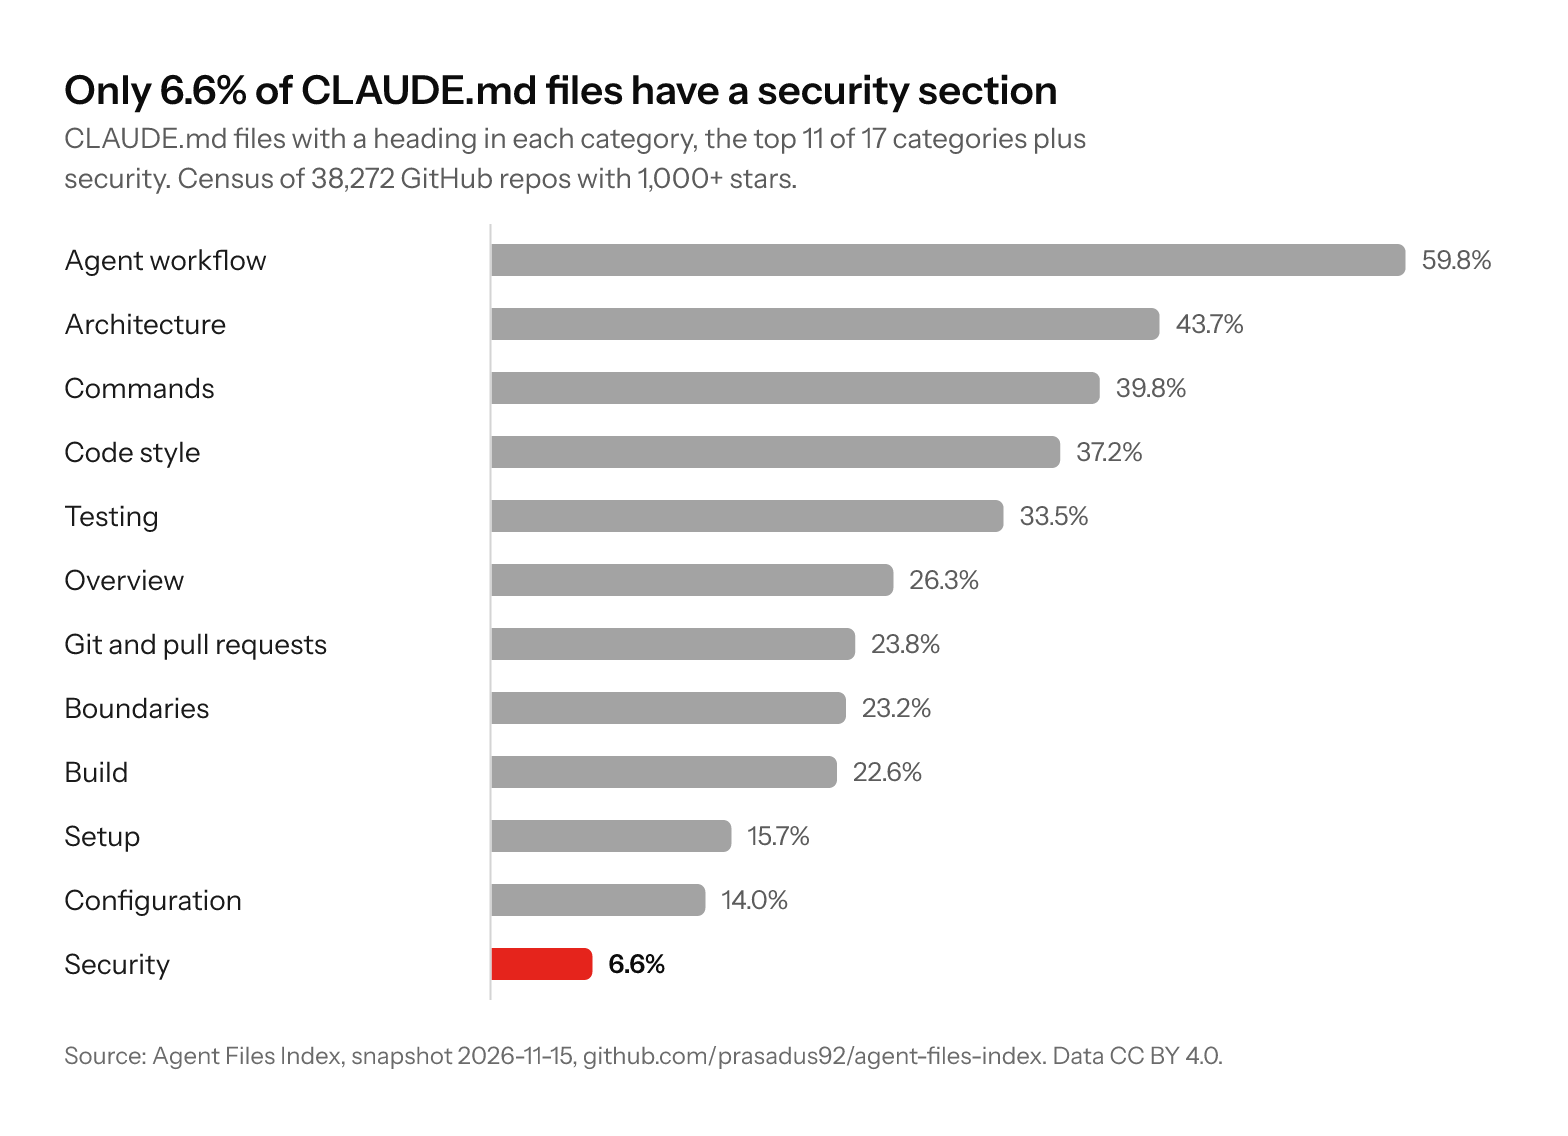 Only 6.6% of CLAUDE.md files have a security section
CLAUDE.md files with a heading in each category, the top 11 of 17 categories plus
security. Census of 38,272 GitHub repos with 1,000+ stars.
Agent workflow 59.8%
Architecture 43.7%
Commands 39.8%
Code style 37.2%
Testing 33.5%
Overview 26.3%
Git and pull requests 23.8%
Boundaries 23.2%
Build 22.6%
Setup 15.7%
Configuration 14.0%
Security 6.6%
Source: Agent Files Index, snapshot 2026-11-15, github.com/prasadus92/agent-files-index. Data CC BY 4.0.